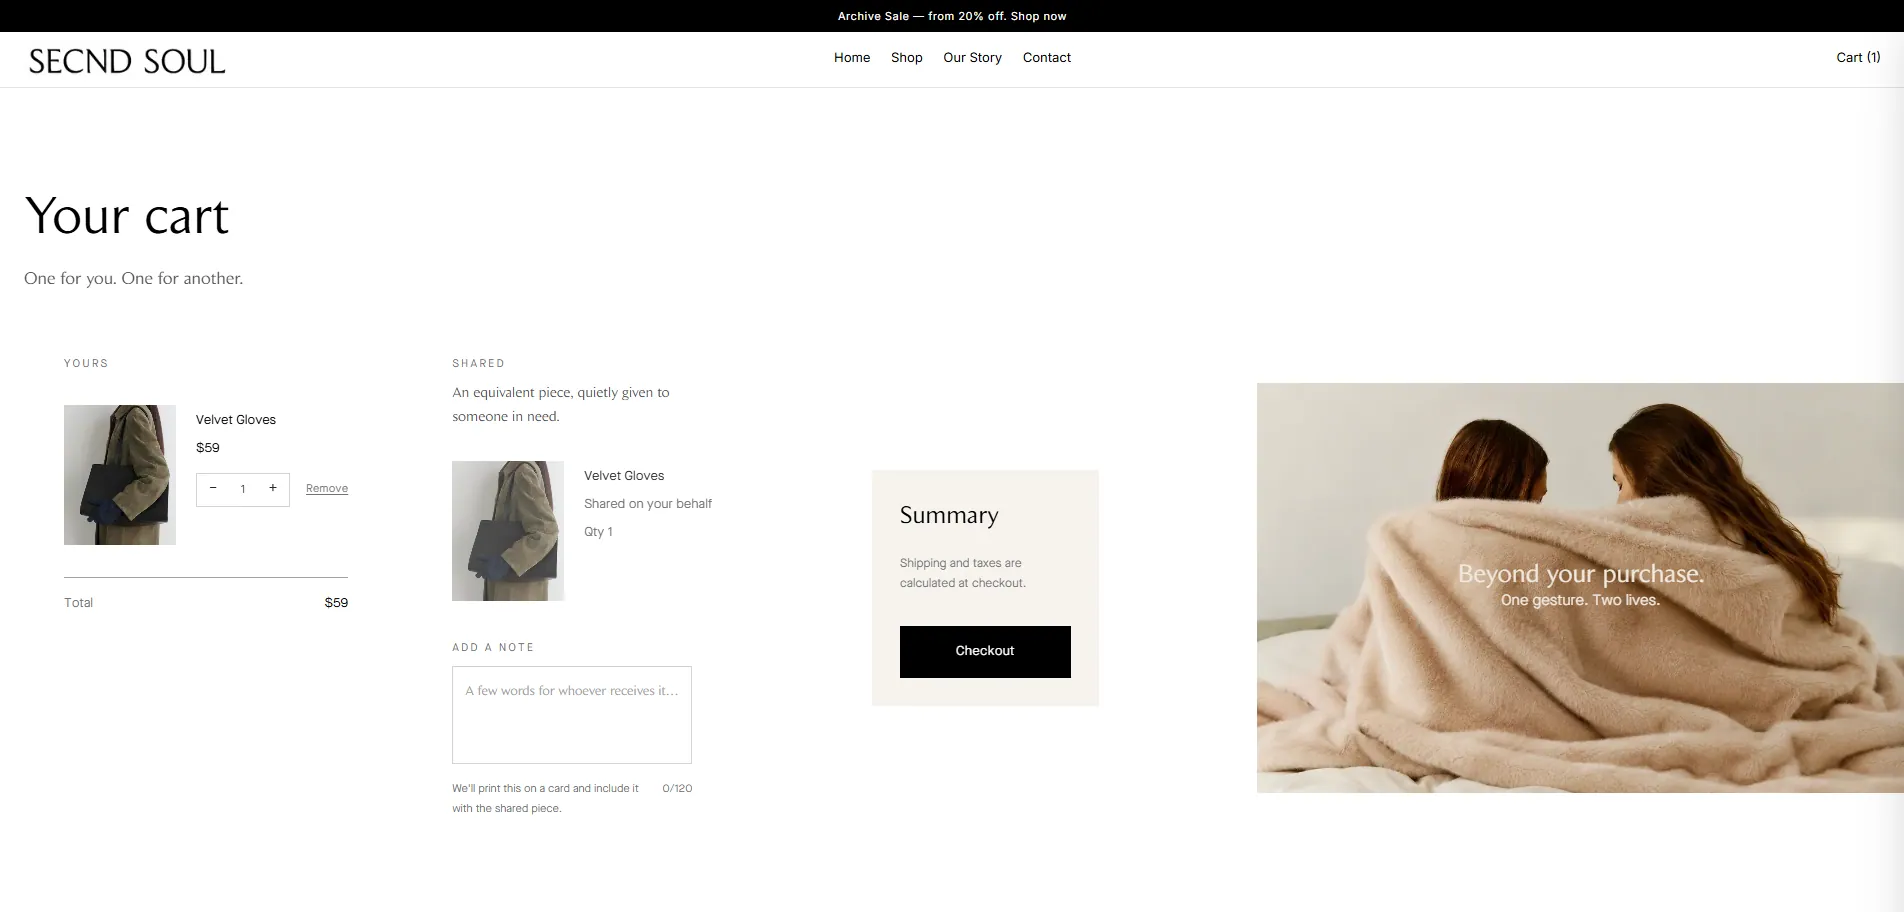 Archive Sale — from 20% off. Shop now
SECND SOUL
Home
Shop
Our Story
Contact
Cart (1)
Your cart
One for you. One for another.
YOURS
Velvet Gloves
$59
− 1 +
Remove
Total
$59
SHARED
An equivalent piece, quietly given to
someone in need.
Velvet Gloves
Shared on your behalf
Qty 1
ADD A NOTE
A few words for whoever receives it…
We'll print this on a card and include it
with the shared piece.
0/120
Summary
Shipping and taxes are
calculated at checkout.
Checkout
Beyond your purchase.
One gesture. Two lives.